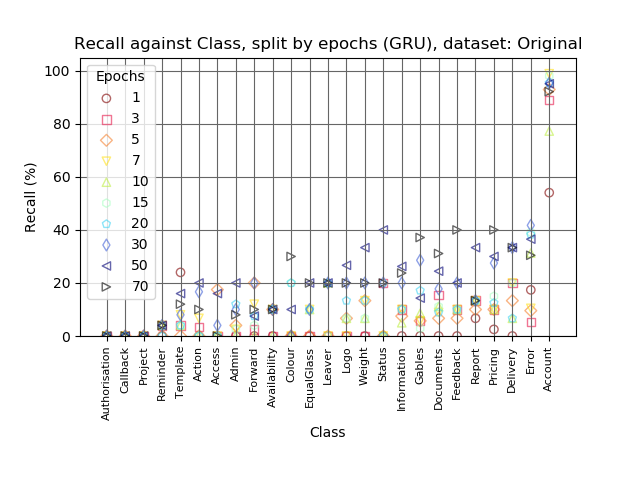 Recall against Class, split by epochs (GRU), dataset: Original
Epochs
1
3
5
7
10
15
20
30
50
70
Recall (%)
100
80
60
40
20
0
Authorisation
Callback
Project
Reminder
Template
Action
Access
Admin
Forward
Availability
Colour
EqualGlass
Leaver
Logo
Weight
Status
Information
Gables
Documents
Feedback
Report
Pricing
Delivery
Error
Account
Class